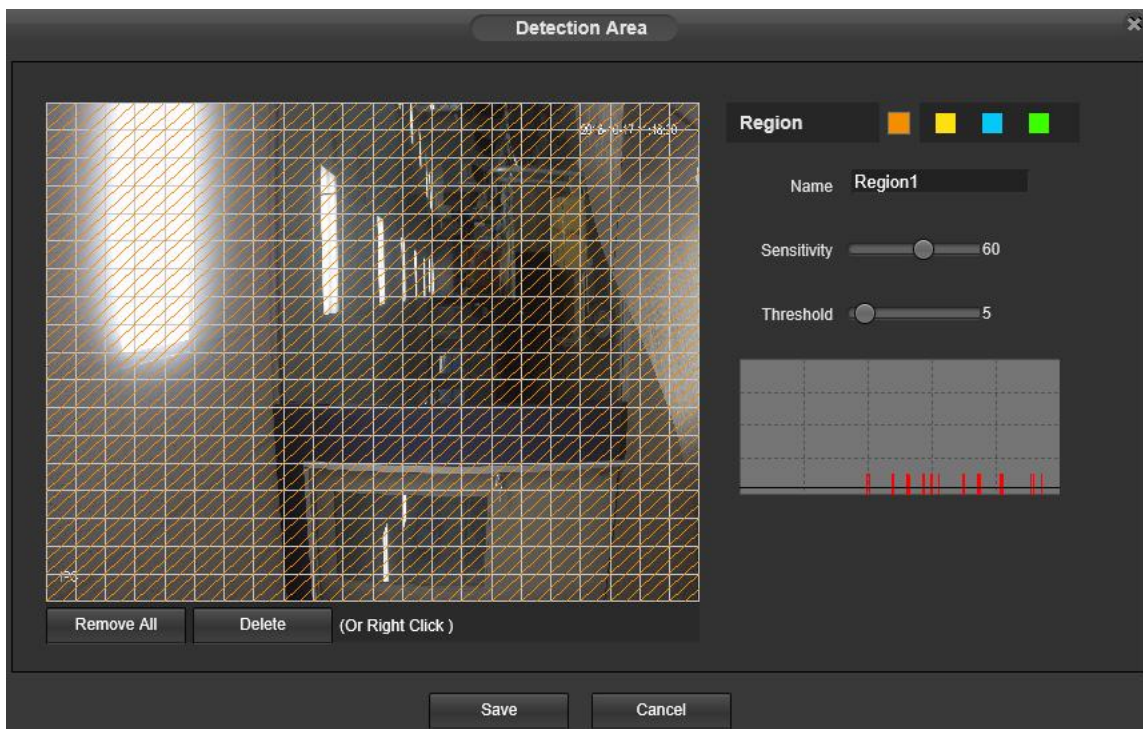 Detection Area
Region
Name Region1
Sensitivity 60
Threshold 5
Remove All Delete (Or Right Click )
Save Cancel